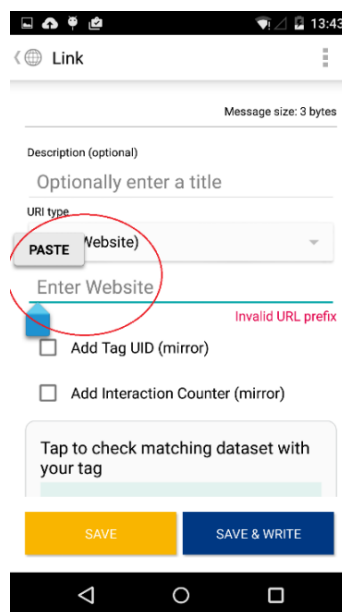 13:43
Link
Message size: 3 bytes
Description (optional)
Optionally enter a title
URI type
Website)
PASTE
Enter Website
Invalid URL prefix
Add Tag UID (mirror)
Add Interaction Counter (mirror)
Tap to check matching dataset with
your tag
SAVE
SAVE & WRITE